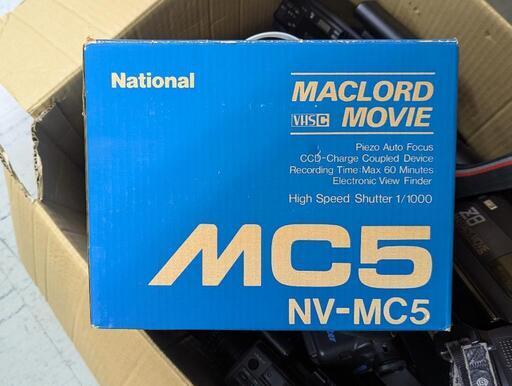 National
MACLORD
VHS C MOVIE
Piezo Auto Focus
CCD-Charge Coupled Device
Recording Time: Max 60 Minutes
Electronic View Finder
High Speed Shutter 1/1000
MC5
NV-MC5